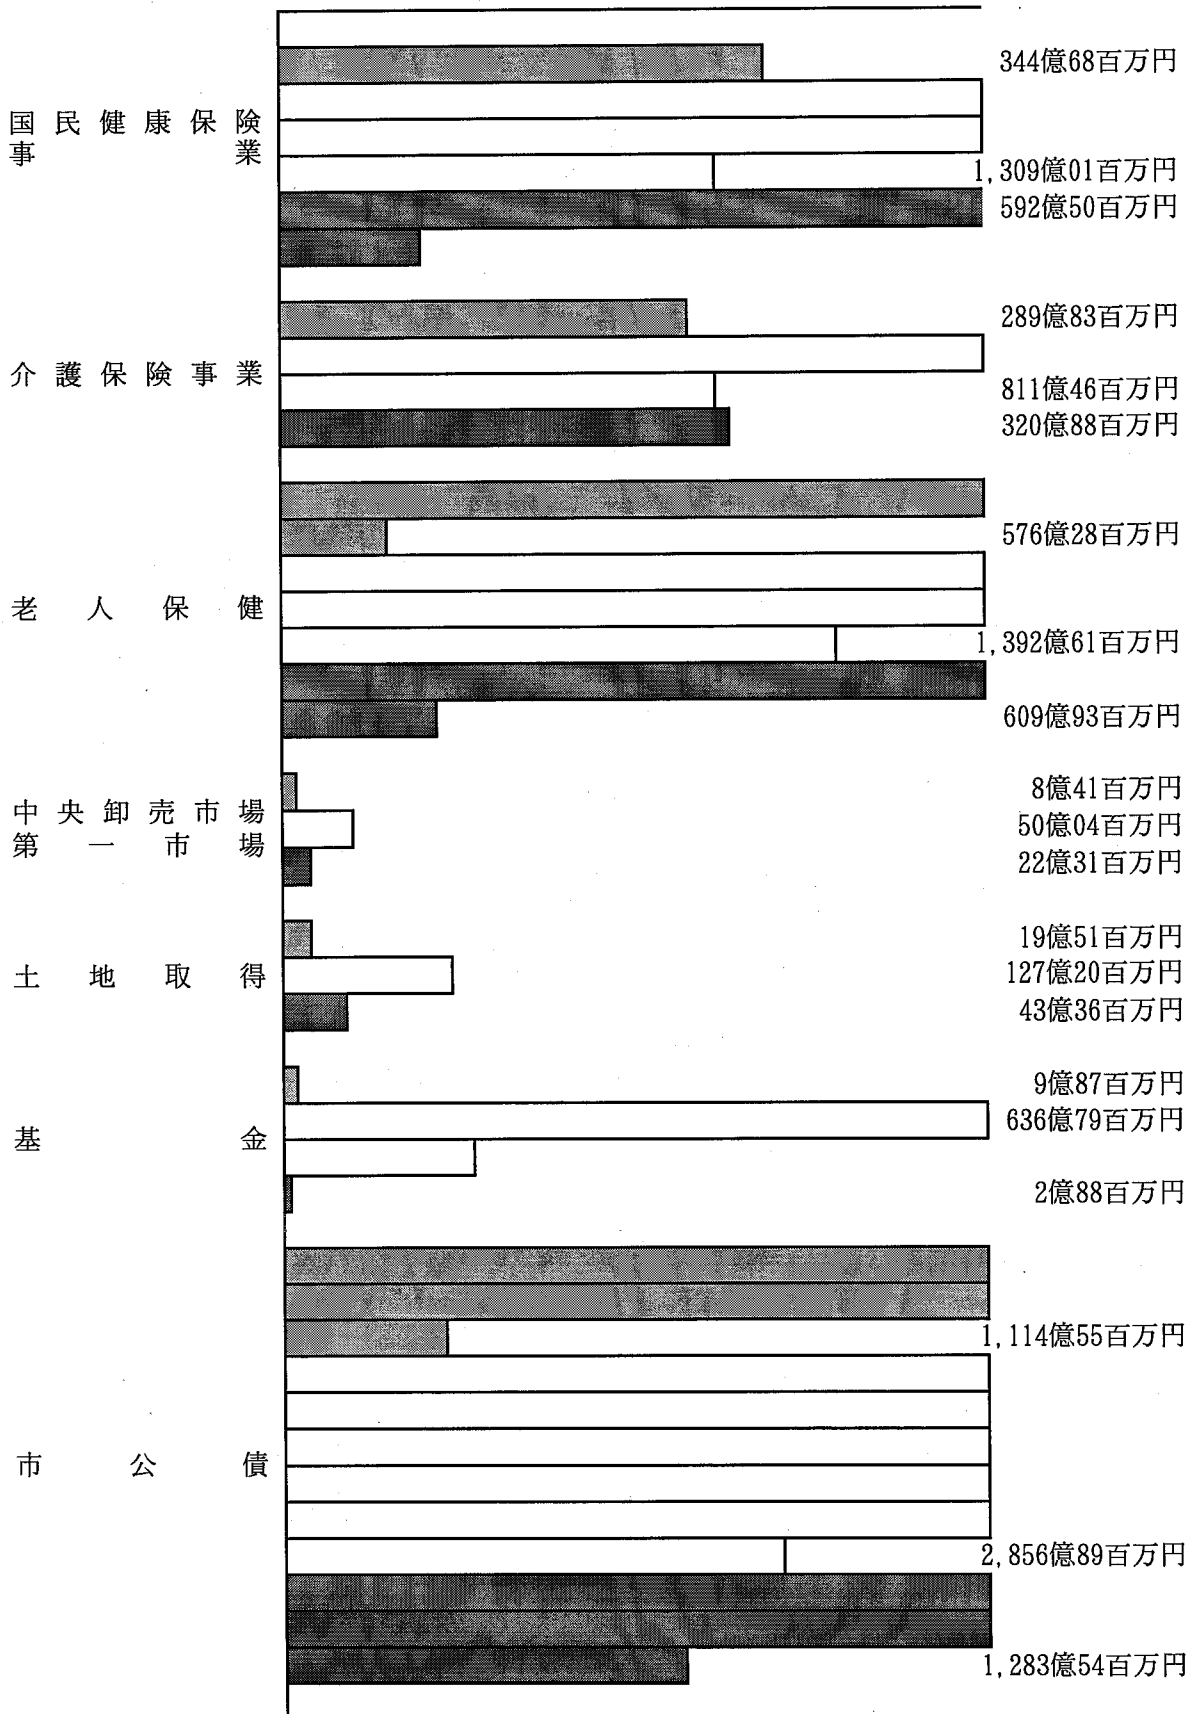 344億68百万円
国民健康保険
事業
1,309億01百万円
592億50百万円
289億83百万円
介護保険事業
811億46百万円
320億88百万円
576億28百万円
老人保健
1,392億61百万円
609億93百万円
8億41百万円
中央卸売市場
第一市場
50億04百万円
22億31百万円
19億51百万円
土地取得
127億20百万円
43億36百万円
9億87百万円
636億79百万円
基金
2億88百万円
1,114億55百万円
市公債
2,856億89百万円
1,283億54百万円